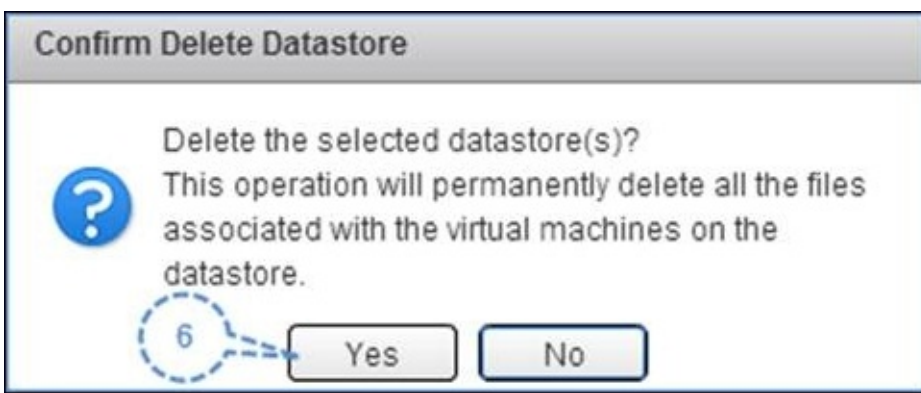 Confirm Delete Datastore
Delete the selected datastore(s)?
This operation will permanently delete all the files
associated with the virtual machines on the
datastore.
6
Yes No